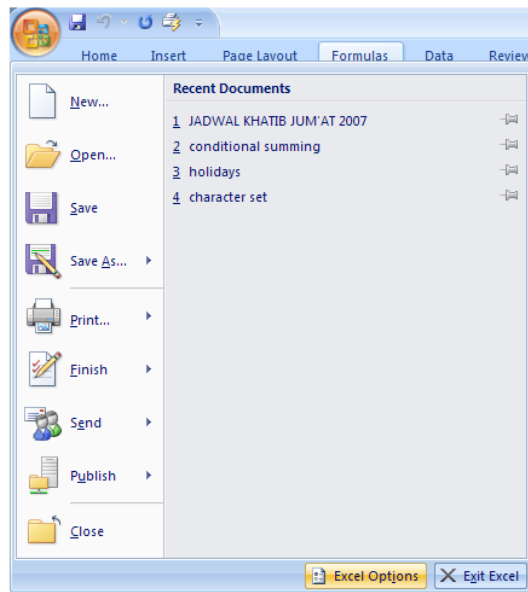 Home Insert Page Layout Formulas Data Review
New...
Open...
Save
Save As...
Print...
Finish
Send
Publish
Close
Recent Documents
1 JADWAL KHATIB JUM'AT 2007
2 conditional summing
3 holidays
4 character set
Excel Options Exit Excel